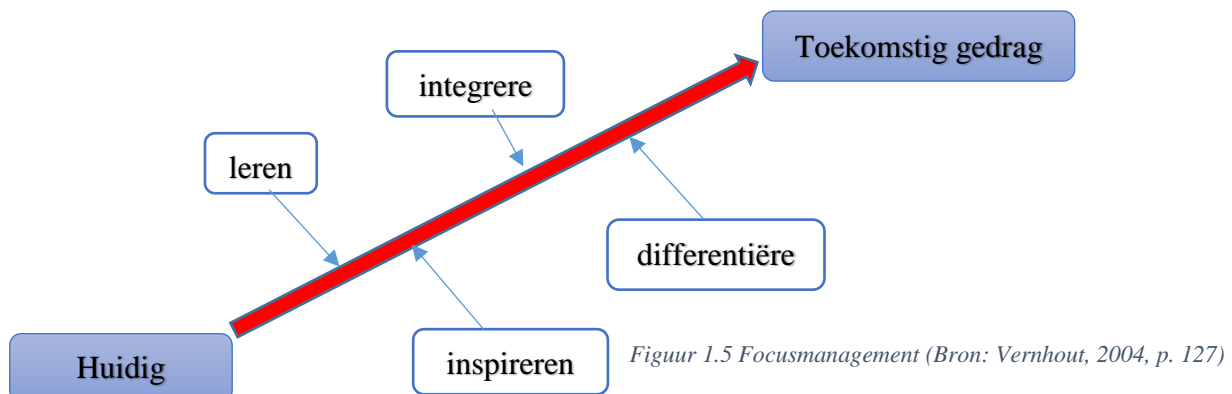 Toekomstig gedrag
integrere
leren
differentiëre
inspireren
Huidig
Figuur 1.5 Focusmanagement (Bron: Vernhout, 2004, p. 127)